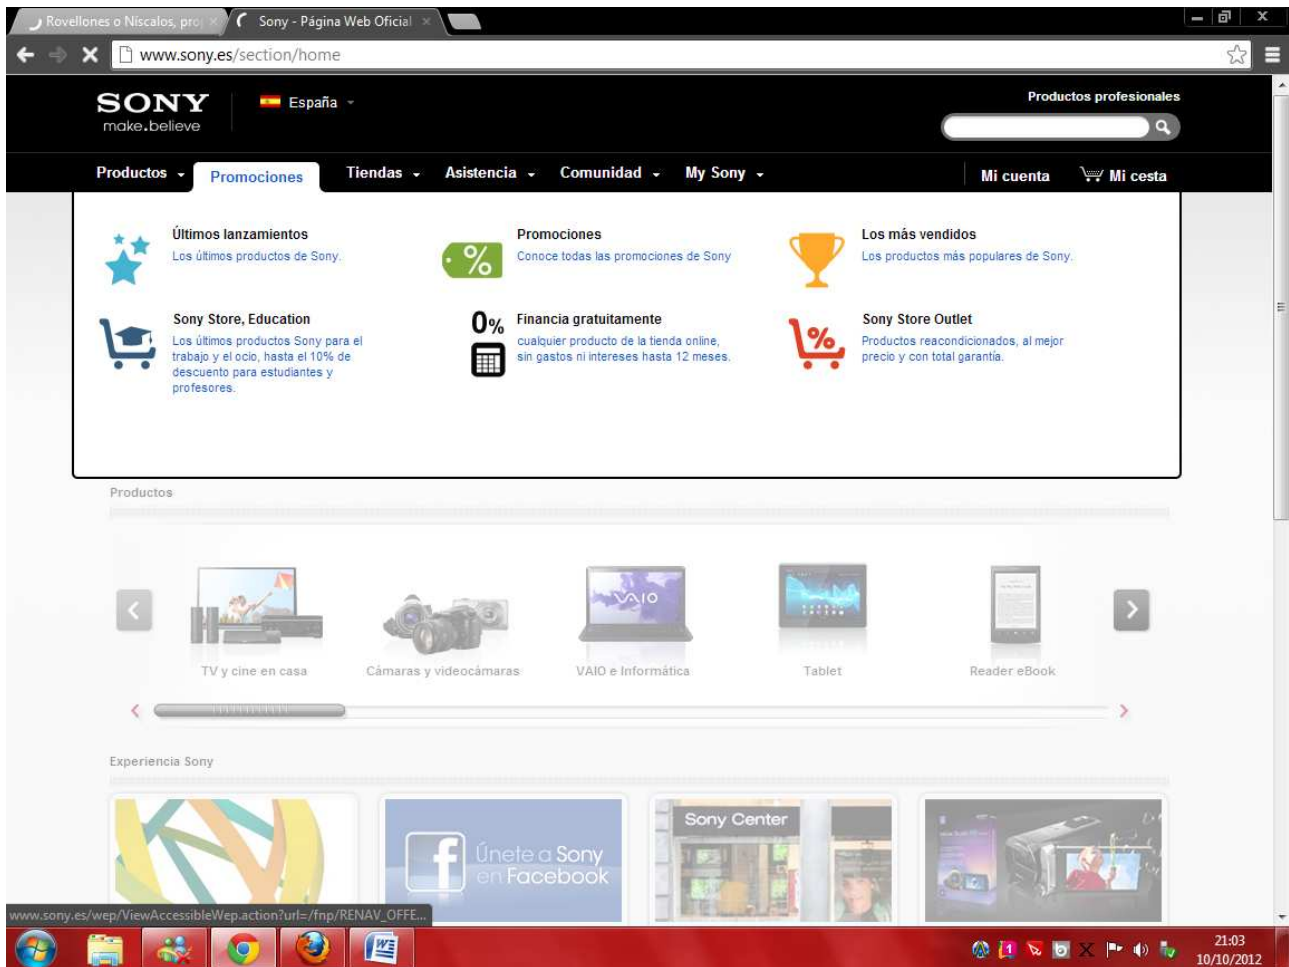 Rovellones o Níscalos, pro
Sony - Página Web Oficial
www.sony.es/section/home
SONY
make.believe
España
Productos profesionales
Productos
Promociones
Tiendas
Asistencia
Comunidad
My Sony
Mi cuenta
Mi cesta
Últimos lanzamientos
Los últimos productos de Sony.
%
Promociones
Conoce todas las promociones de Sony
Los más vendidos
Los productos más populares de Sony.
Sony Store, Education
Los últimos productos Sony para el
trabajo y el ocio, hasta el 10% de
descuento para estudiantes y
profesores.
0%
Financia gratuitamente
cualquier producto de la tienda online,
sin gastos ni intereses hasta 12 meses.
%
Sony Store Outlet
Productos reacondicionados, al mejor
precio y con total garantía.
Productos
VAIO
TV y cine en casa
Cámaras y videocámaras
VAIO e Informática
Tablet
Reader eBook
Experiencia Sony
f
Únete a Sony
en Facebook
Sony Center
www.sony.es/wep/ViewAccessibleWep.action?url=/fnp/RENAV_OFFE...
21:03
10/10/2012